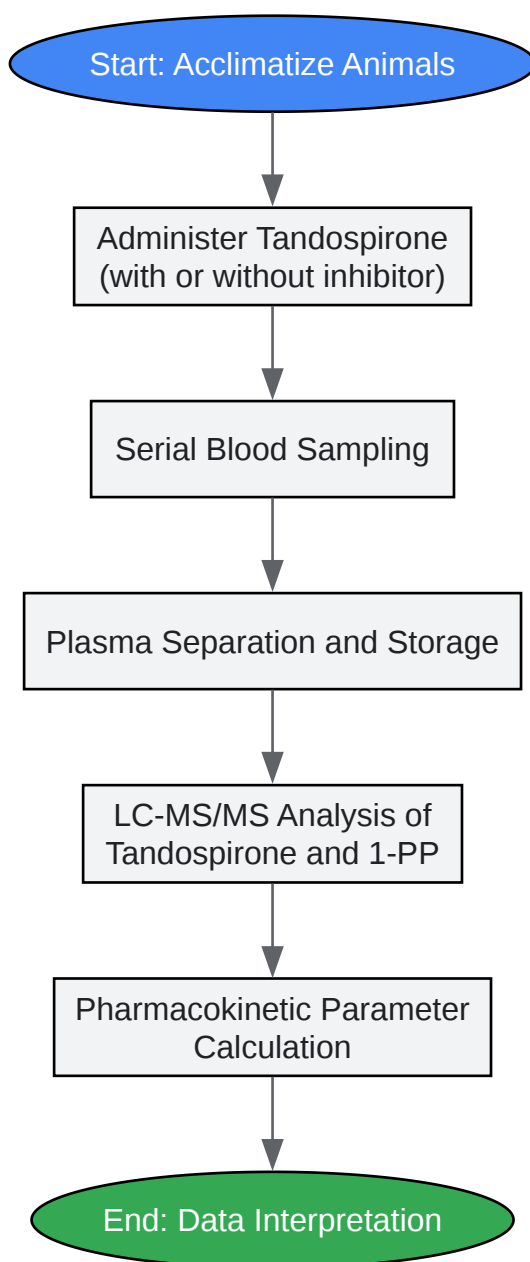 Start: Acclimatize Animals
Administer Tandospirone
(with or without inhibitor)
Serial Blood Sampling
Plasma Separation and Storage
LC-MS/MS Analysis of
Tandospirone and 1-PP
Pharmacokinetic Parameter
Calculation
End: Data Interpretation